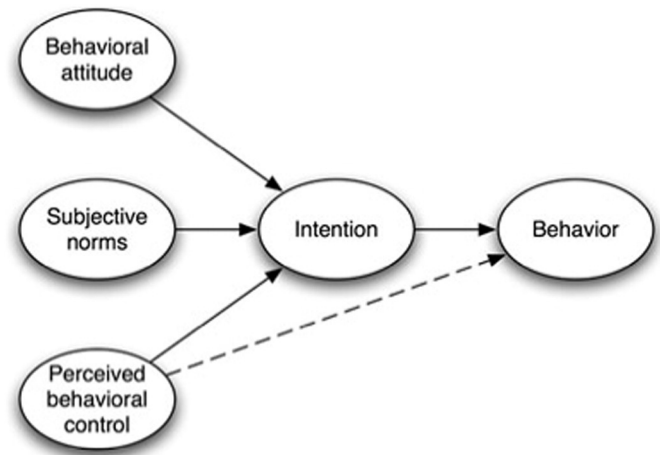 Behavioral
attitude
Subjective
norms
Intention
Behavior
Perceived
behavioral
control